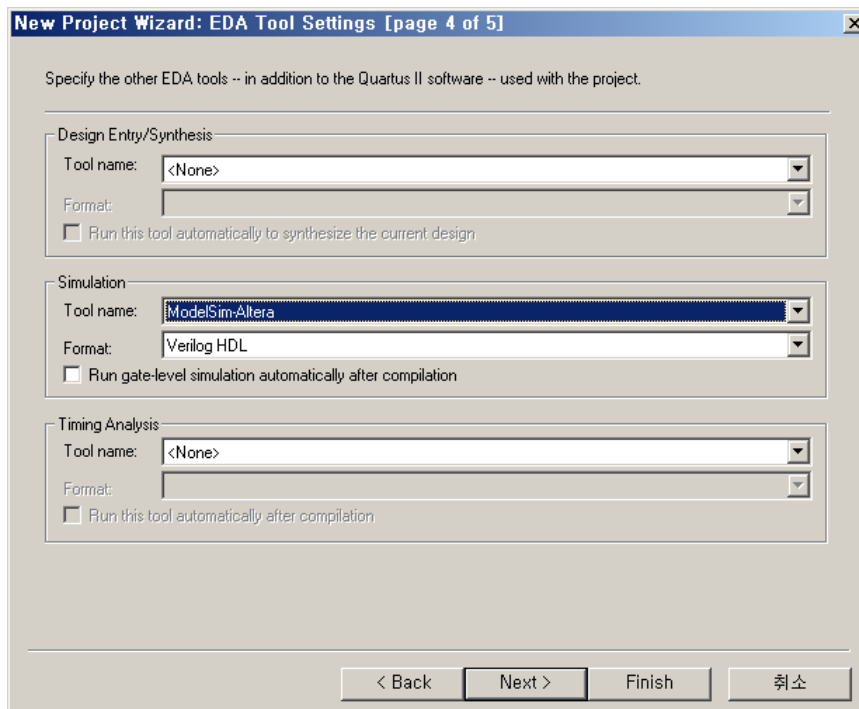 New Project Wizard: EDA Tool Settings [page 4 of 5]
Specify the other EDA tools -- in addition to the Quartus II software -- used with the project.
Design Entry/Synthesis
Tool name: <None>
Format:
Run this tool automatically to synthesize the current design
Simulation
Tool name: ModelSim-Altera
Format: Verilog HDL
Run gate-level simulation automatically after compilation
Timing Analysis
Tool name: <None>
Format:
Run this tool automatically after compilation
< Back Next > Finish 취소